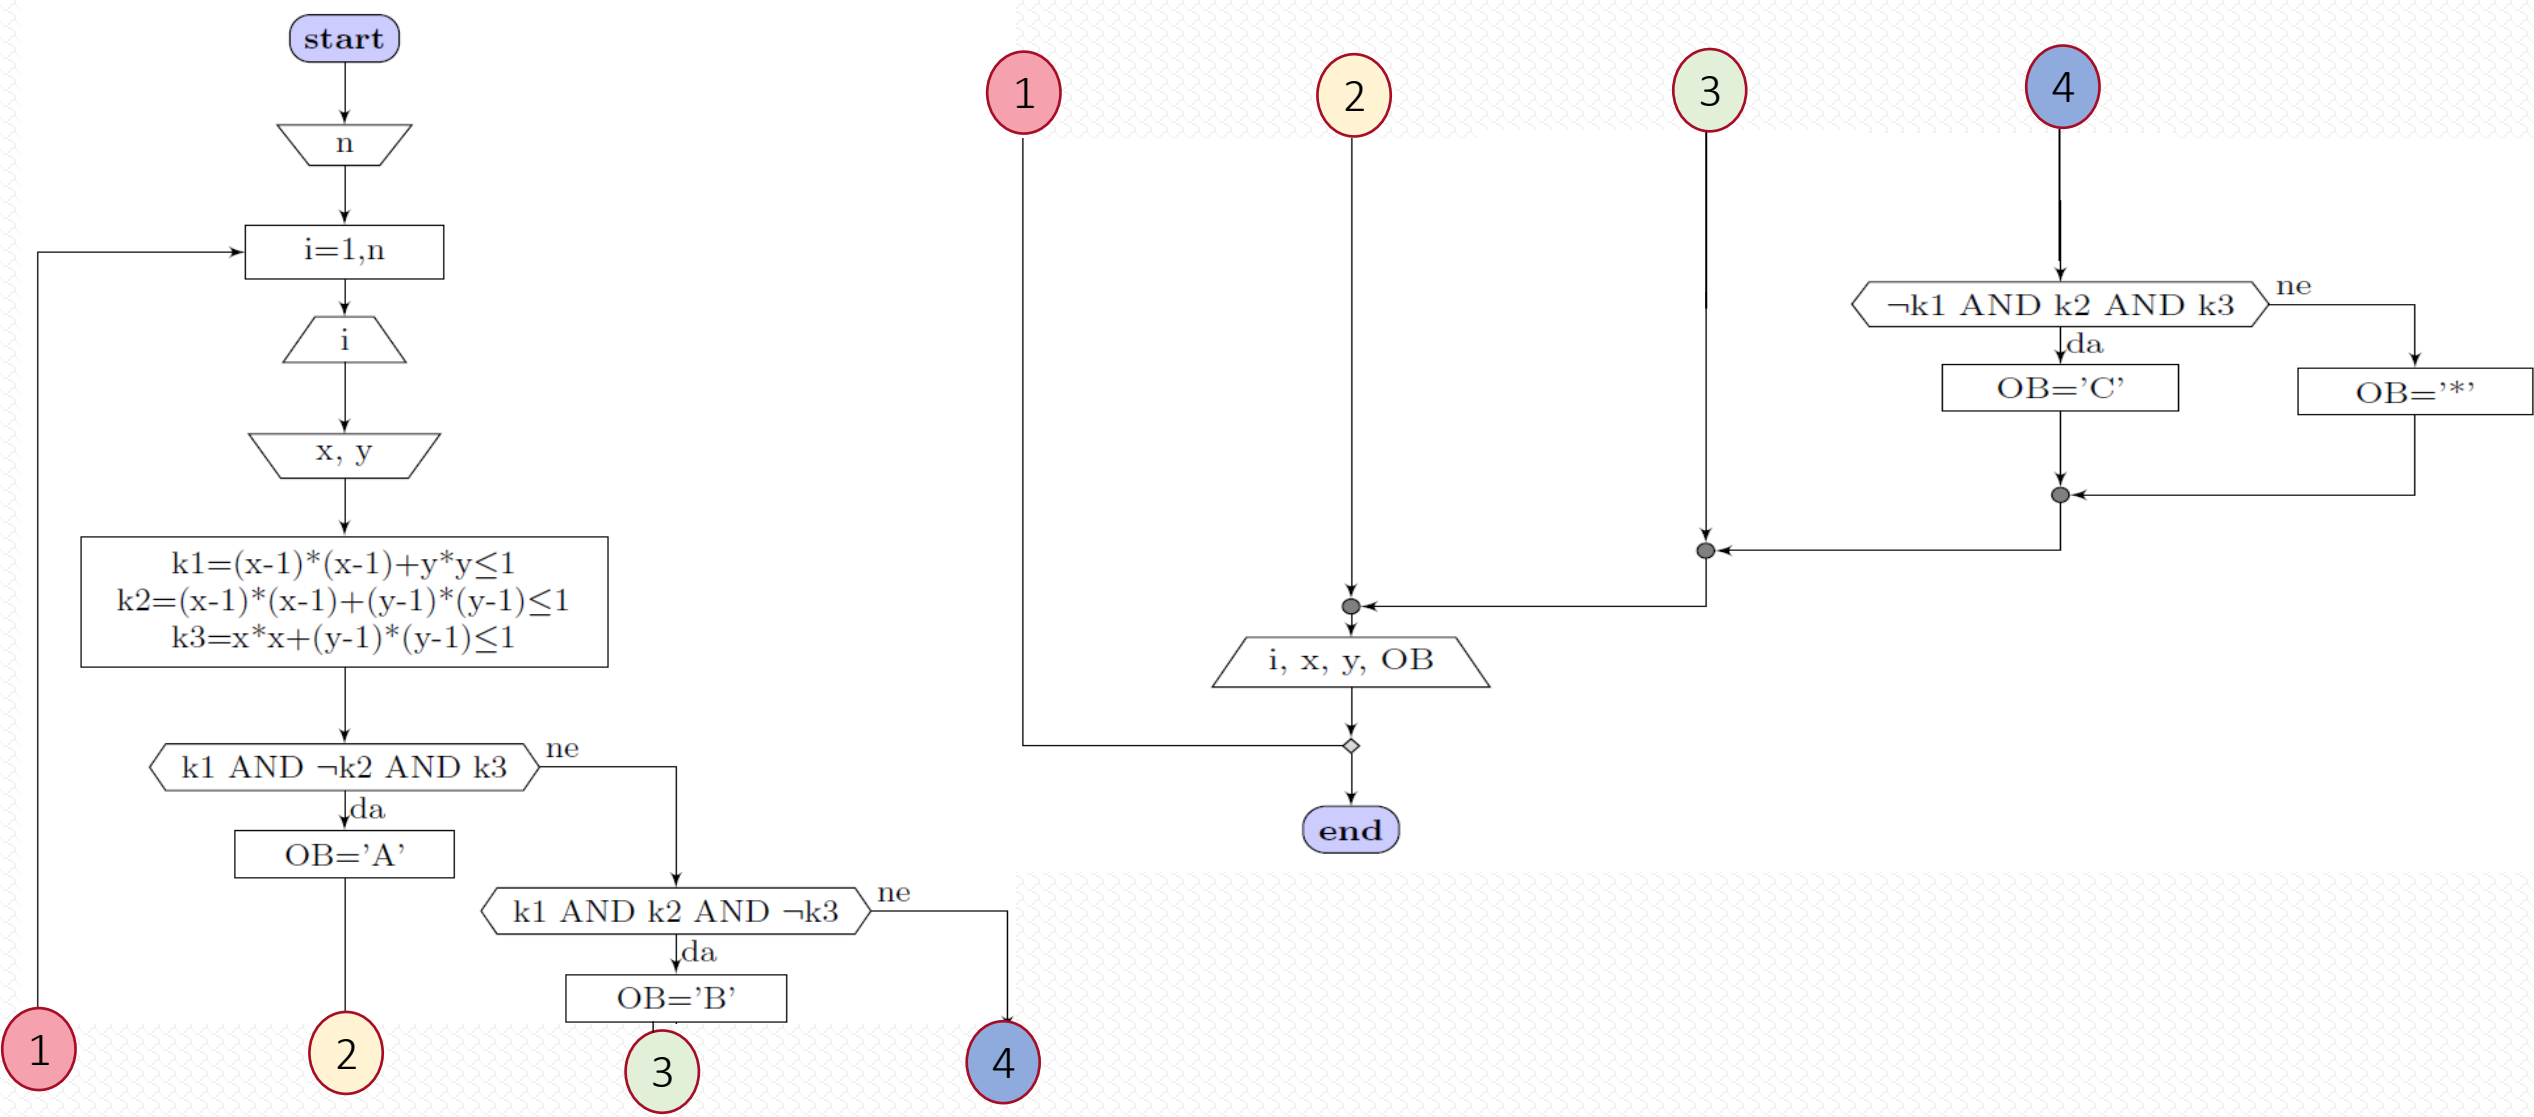 start
n
i=1,n
i
x, y
k1=(x-1)*(x-1)+y*y≤1
k2=(x-1)*(x-1)+(y-1)*(y-1)≤1
k3=x*x+(y-1)*(y-1)≤1
k1 AND ¬k2 AND k3
ne
da
OB='A'
k1 AND k2 AND ¬k3
ne
da
OB='B'
1
2
3
4
1
2
3
4
¬k1 AND k2 AND k3
ne
da
OB='C'
OB='*'
i, x, y, OB
end